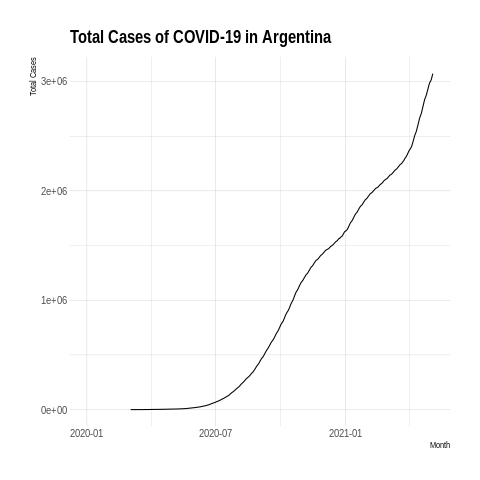 Total Cases of COVID-19 in Argentina
Total Cases
3e+06
2e+06
1e+06
0e+00
2020-01 2020-07 2021-01
Month